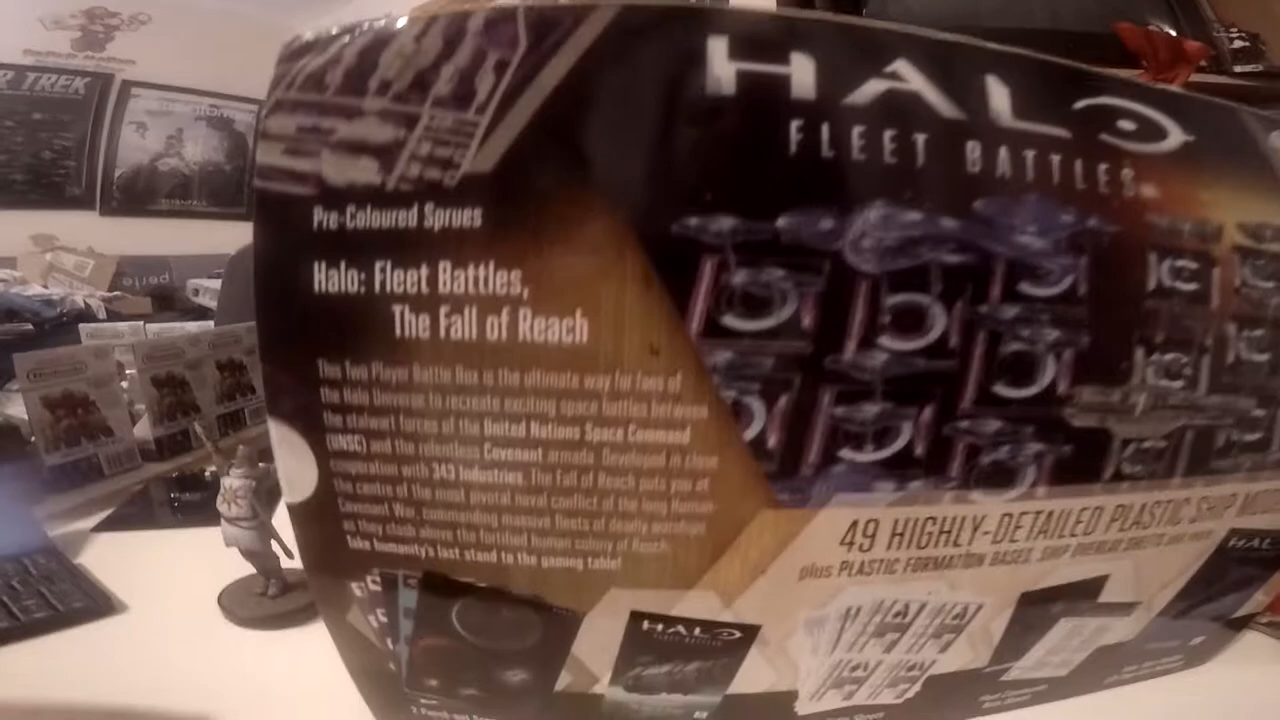 R TREK
HALO
FLEET BATTLES
Pre-Coloured Sprues
Halo: Fleet Battles,
The Fall of Reach
This Two Player Battle Box is the ultimate way for fans of
the Halo Universe to recreate exciting space battles between
the stalwart forces of the United Nations Space Command
(UNSC) and the relentless Covenant armada. Developed in close
cooperation with 343 Industries. The Fall of Reach puts you at
the centre of the most pivotal naval conflict of the long Human
Covenant War, commanding massive fleets of deadly warships
as they clash above the fortified human colony of Reach.
Take humanity's last stand to the gaming table!
49 HIGHLY-DETAILED PLASTIC SHIP
plus PLASTIC FORMATION BASES, SHIP OVERLAY SHEETS
HALO
FLEET BATTLES
HAL
Nintendo